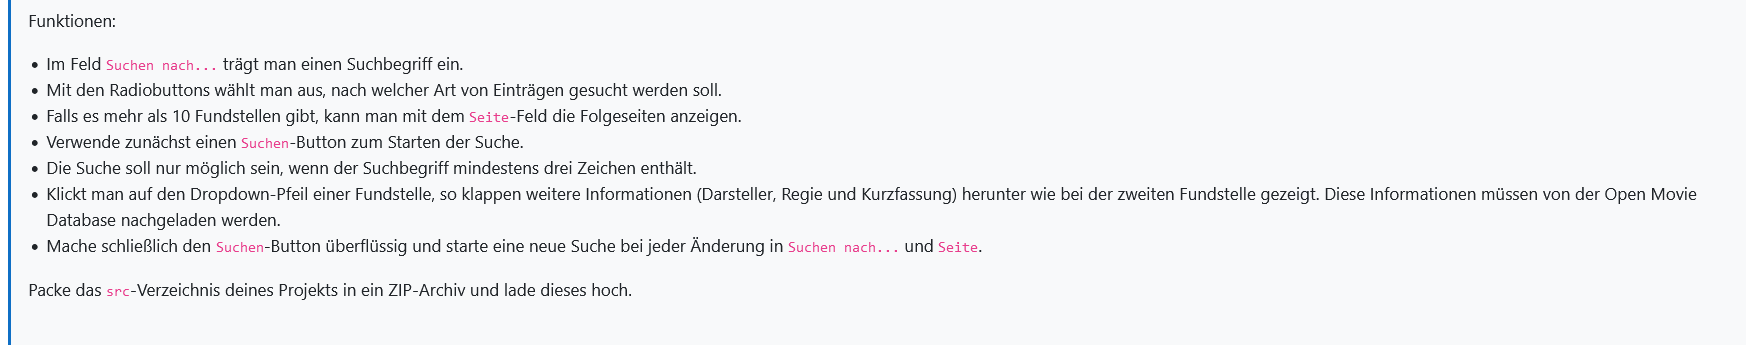 Funktionen:
• Im Feld Suchen nach... trägt man einen Suchbegriff ein.
• Mit den Radiobuttons wählt man aus, nach welcher Art von Einträgen gesucht werden soll.
• Falls es mehr als 10 Fundstellen gibt, kann man mit dem Seite-Feld die Folgeseiten anzeigen.
• Verwende zunächst einen Suchen-Button zum Starten der Suche.
• Die Suche soll nur möglich sein, wenn der Suchbegriff mindestens drei Zeichen enthält.
• Klickt man auf den Dropdown-Pfeil einer Fundstelle, so klappen weitere Informationen (Darsteller, Regie und Kurzfassung) herunter wie bei der zweiten Fundstelle gezeigt. Diese Informationen müssen von der Open Movie
Database nachgeladen werden.
• Mache schließlich den Suchen-Button überflüssig und starte eine neue Suche bei jeder Änderung in Suchen nach... und Seite.
Packe das src-Verzeichnis deines Projekts in ein ZIP-Archiv und lade dieses hoch.